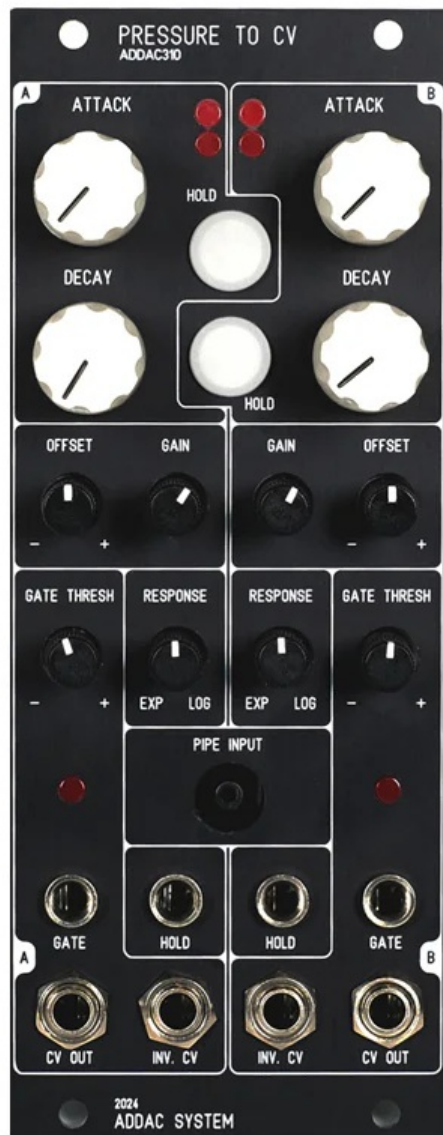 PRESSURE TO CV
ADDAC310
A
B
ATTACK
ATTACK
HOLD
DECAY
DECAY
HOLD
OFFSET
GAIN
GAIN
OFFSET
- +
- +
GATE THRESH
RESPONSE
RESPONSE
GATE THRESH
- +
EXP LOG
EXP LOG
- +
PIPE INPUT
GATE
HOLD
HOLD
GATE
A
B
CV OUT
INV. CV
INV. CV
CV OUT
2024
ADDAC SYSTEM